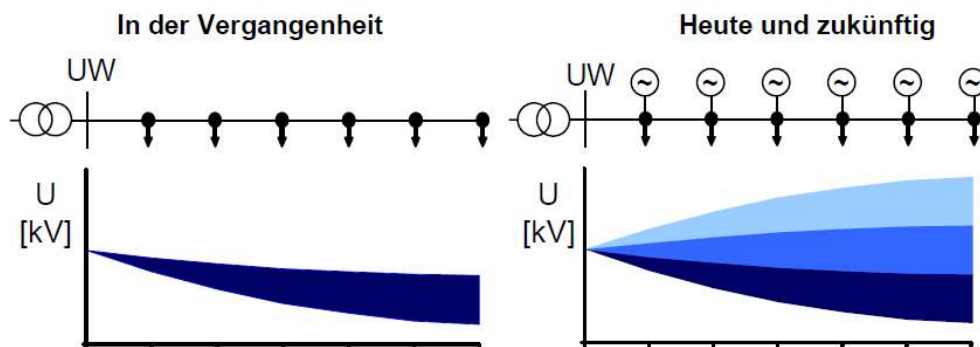 In der Vergangenheit
UW
U
[kV]
Heute und zukünftig
UW
~ ~ ~ ~ ~ ~
U
[kV]